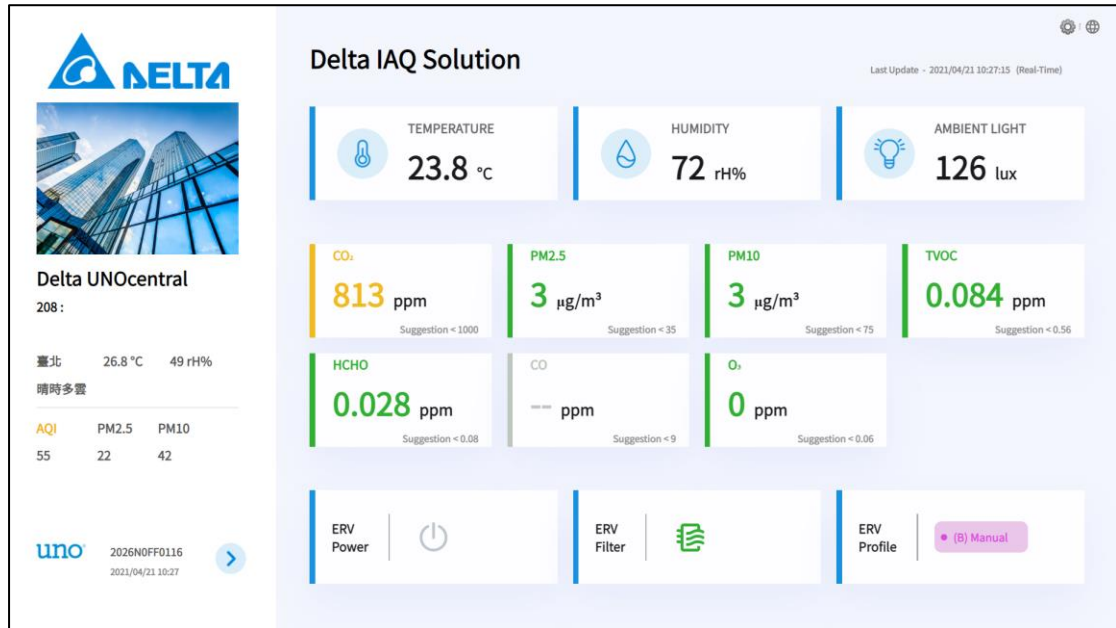 DELTA
Delta UNOcentral
208 :
臺北 26.8 °C 49 rH%
晴時多雲
AQI PM2.5 PM10
55 22 42
uno 2026N0FF0116
2021/04/21 10:27
Delta IAQ Solution
Last Update - 2021/04/21 10:27:15 (Real-Time)
TEMPERATURE
23.8 °C
HUMIDITY
72 rH%
AMBIENT LIGHT
126 lux
CO₂
813 ppm
Suggestion < 1000
PM2.5
3 μg/m³
Suggestion < 35
PM10
3 μg/m³
Suggestion < 75
TVOC
0.084 ppm
Suggestion < 0.56
HCHO
0.028 ppm
Suggestion < 0.08
CO
-- ppm
Suggestion < 9
O₃
0 ppm
Suggestion < 0.06
ERV
Power
ERV
Filter
ERV
Profile
(B) Manual